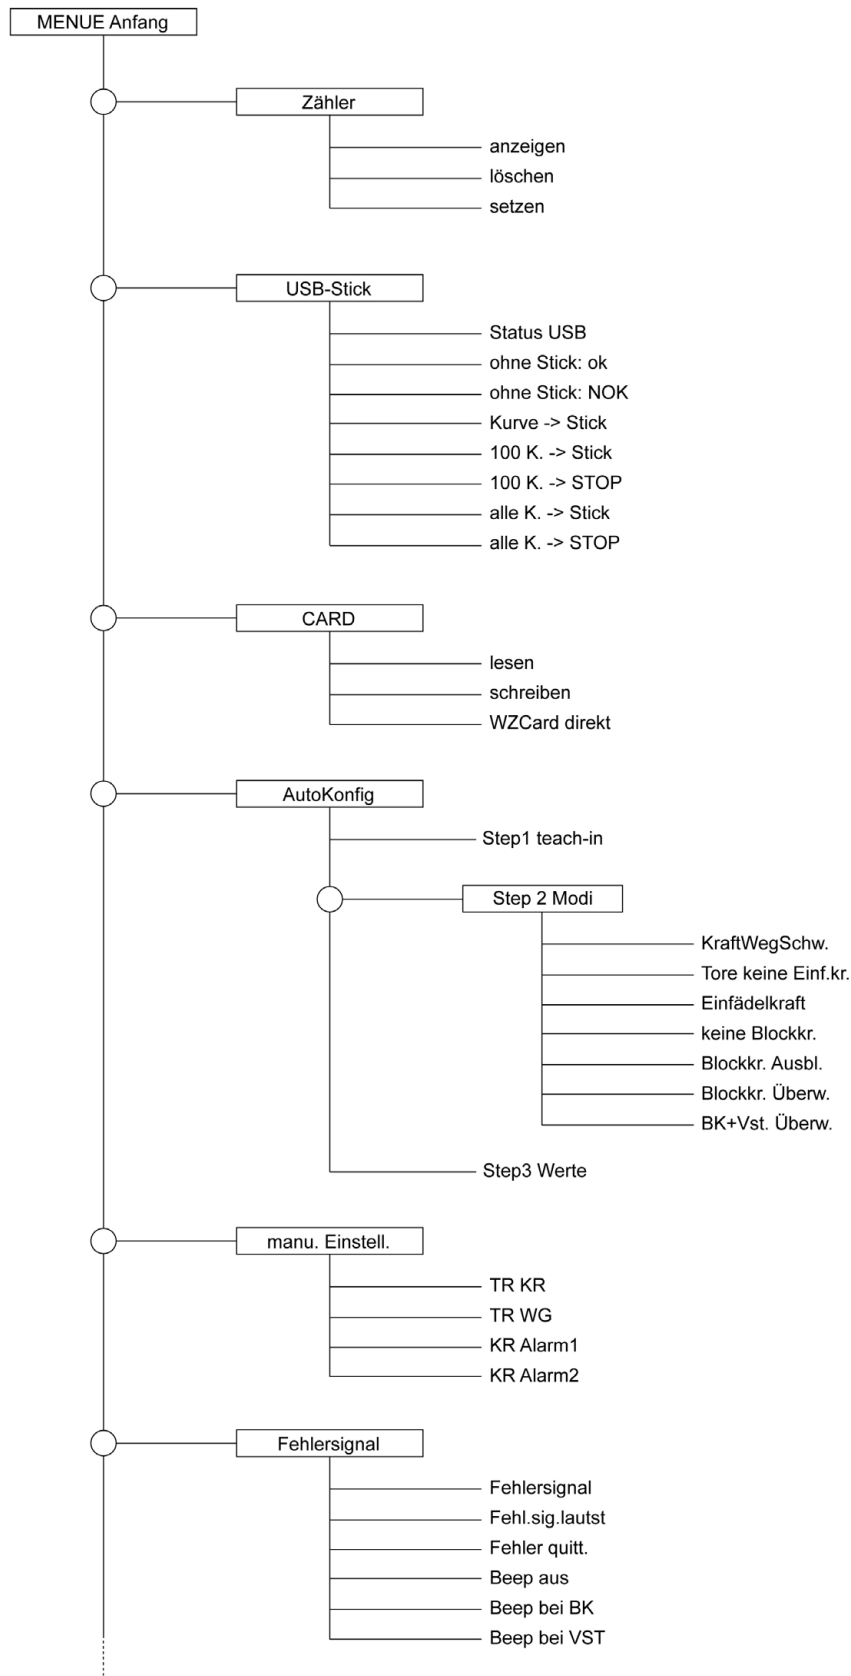 MENUE Anfang
Zähler
anzeigen
löschen
setzen
USB-Stick
Status USB
ohne Stick: ok
ohne Stick: NOK
Kurve -> Stick
100 K. -> Stick
100 K. -> STOP
alle K. -> Stick
alle K. -> STOP
CARD
lesen
schreiben
WZCard direkt
AutoKonfig
Step1 teach-in
Step 2 Modi
KraftWegSchw.
Tore keine Einf.kr.
Einfädelkraft
keine Blockkr.
Blockkr. Ausbl.
Blockkr. Überw.
BK+Vst. Überw.
Step3 Werte
manu. Einstell.
TR KR
TR WG
KR Alarm1
KR Alarm2
Fehlersignal
Fehlersignal
Fehl.sig.lautst
Fehler quitt.
Beep aus
Beep bei BK
Beep bei VST